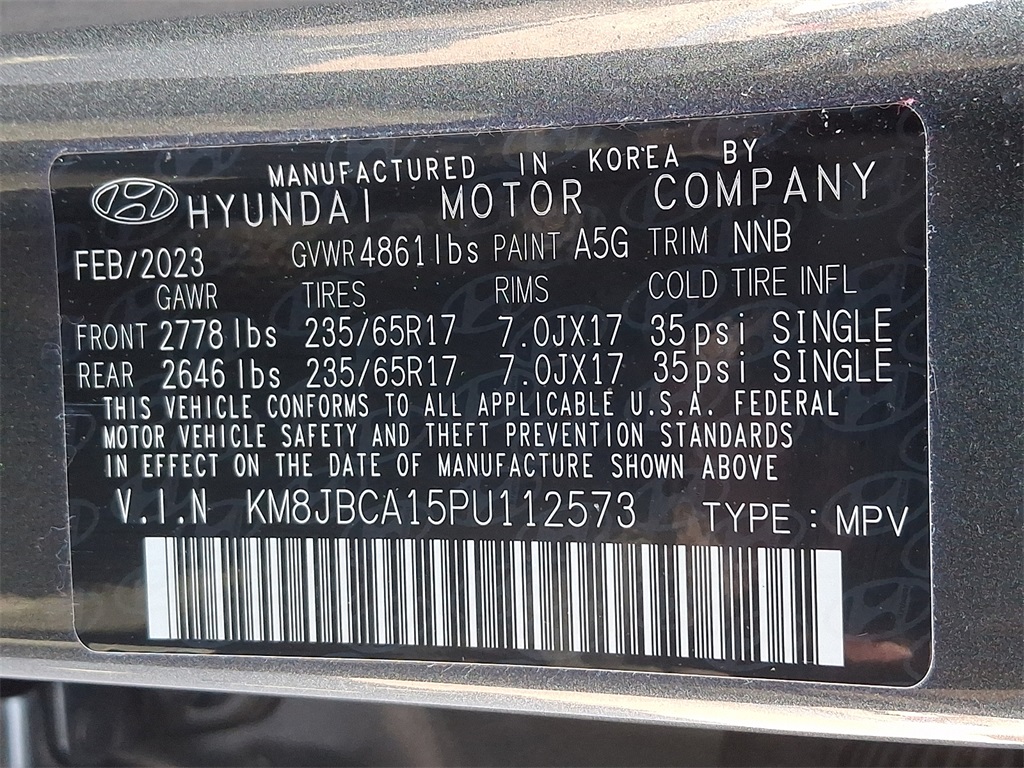 MANUFACTURED IN KOREA BY
HYUNDAI MOTOR COMPANY
FEB/2023 GVWR 4861lbs PAINT A5G TRIM NNB
GAWR TIRES RIMS COLD TIRE INFL
FRONT 2778 lbs 235/65R17 7.0JX17 35psi SINGLE
REAR 2646 lbs 235/65R17 7.0JX17 35psi SINGLE
THIS VEHICLE CONFORMS TO ALL APPLICABLE U.S.A. FEDERAL
MOTOR VEHICLE SAFETY AND THEFT PREVENTION STANDARDS
IN EFFECT ON THE DATE OF MANUFACTURE SHOWN ABOVE
V.I.N KM8JBCA15PU112573 TYPE : MPV